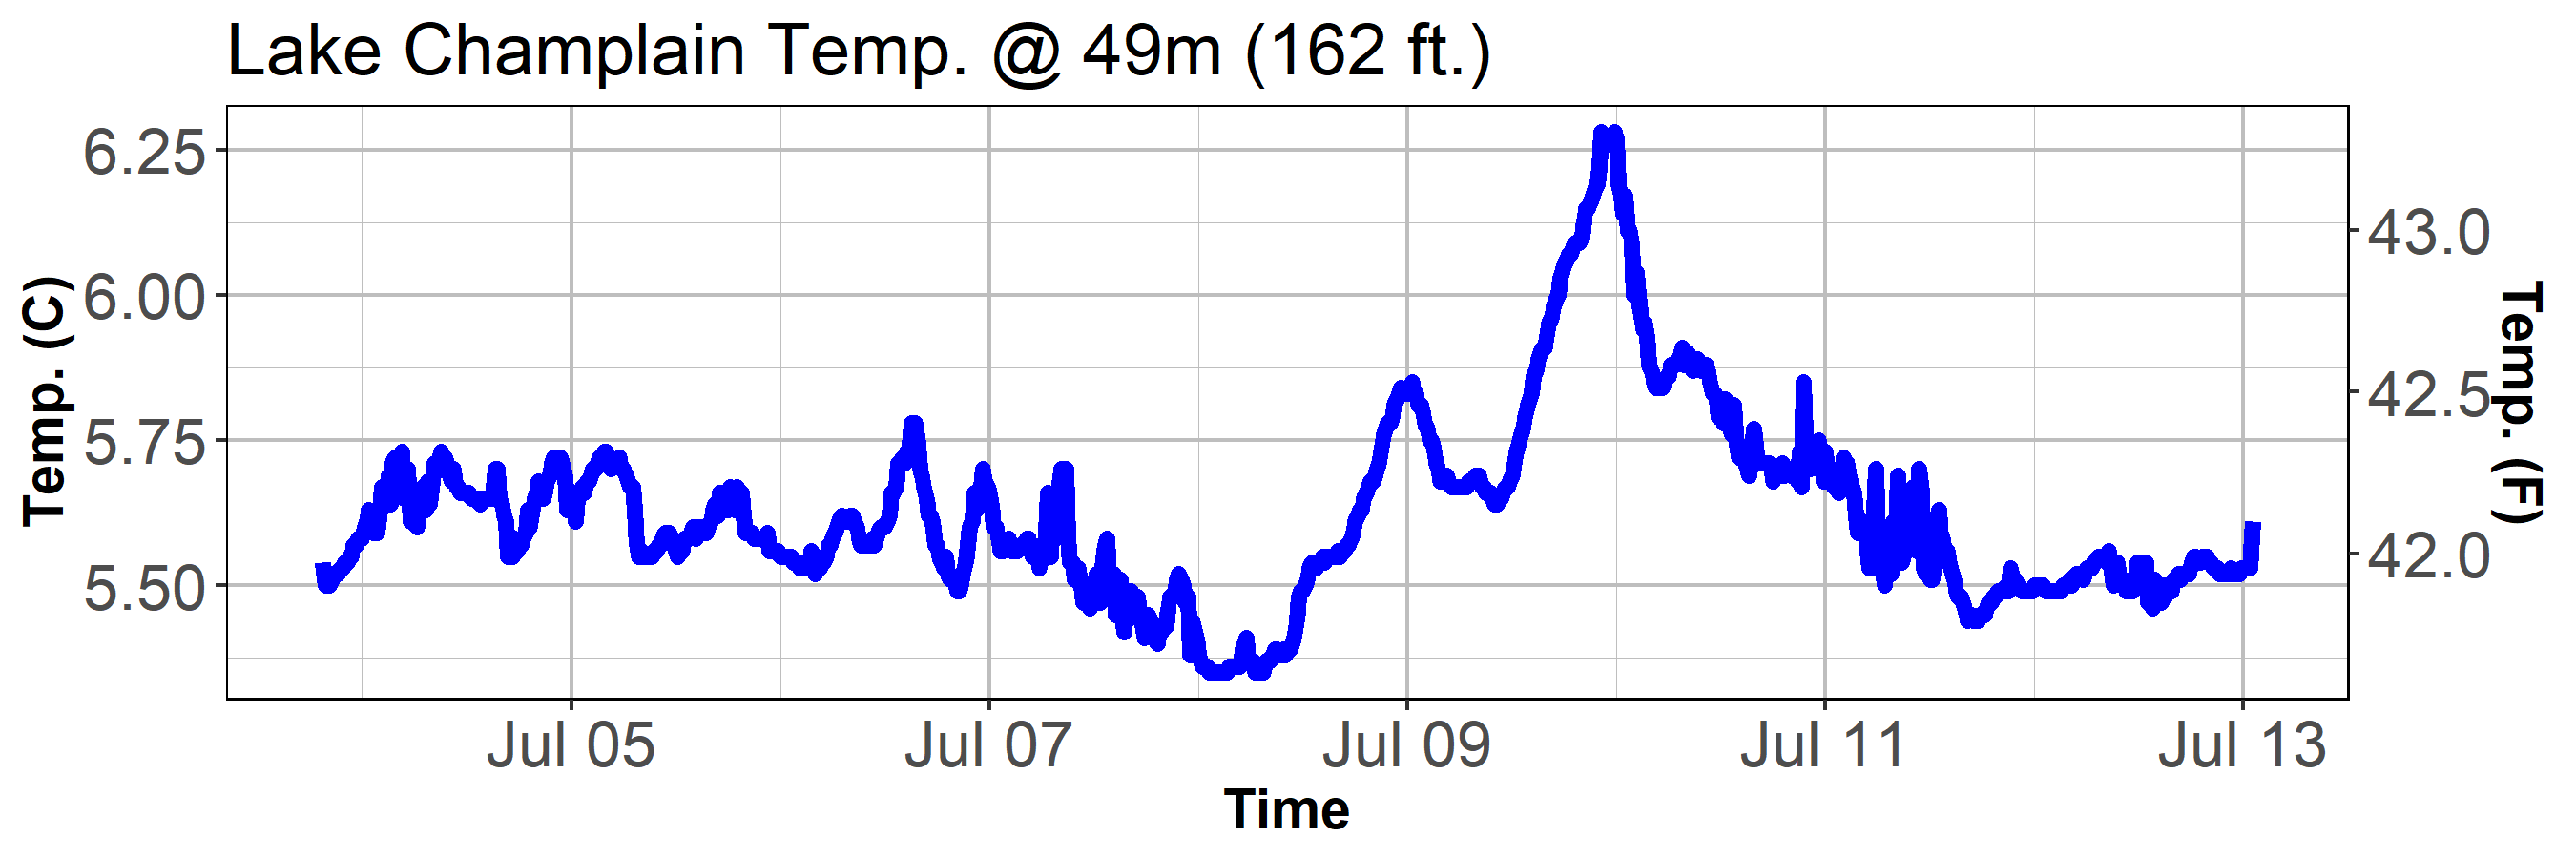 Lake Champlain Temp. @ 49m (162 ft.)
Temp. (C)
6.25
6.00
5.75
5.50
43.0
42.5
42.0
Temp. (F)
Jul 05 Jul 07 Jul 09 Jul 11 Jul 13
Time